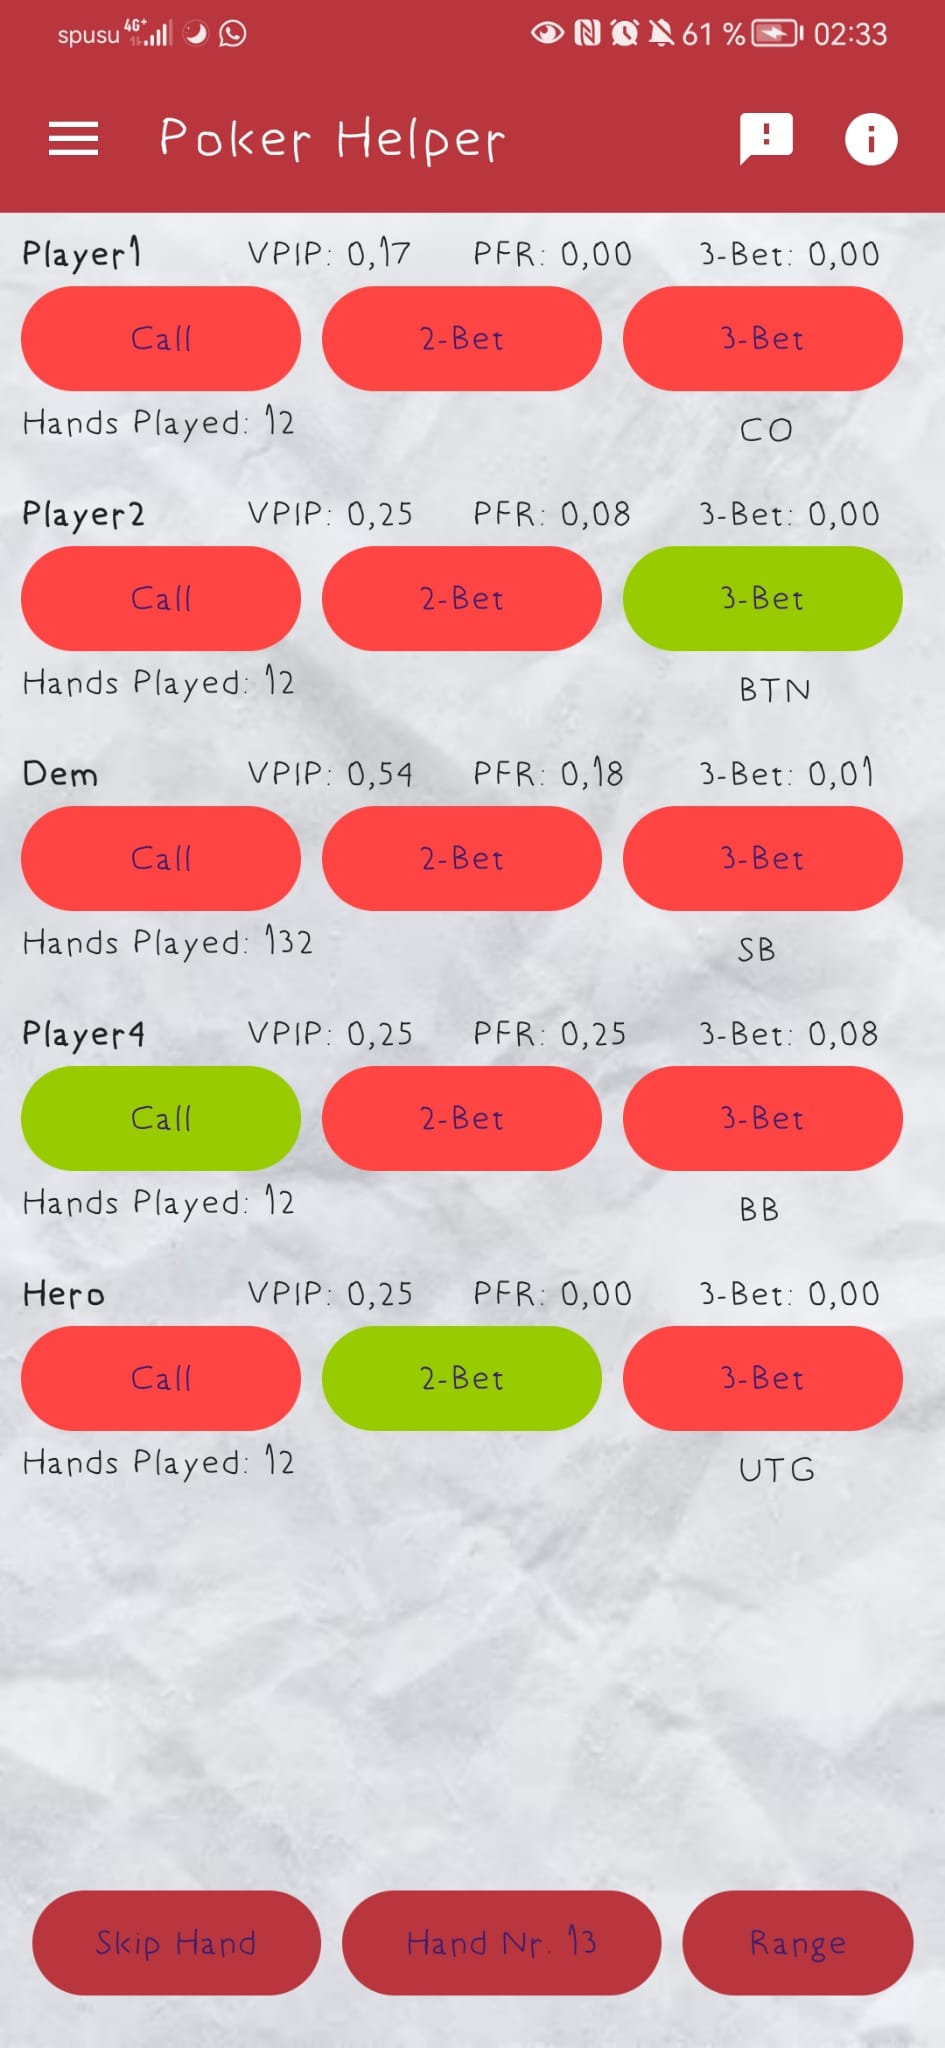 spusu 4G+ 61 % 02:33
Poker Helper
Player1 VPIP: 0,17 PFR: 0,00 3-Bet: 0,00
Call 2-Bet 3-Bet
Hands Played: 12 CO
Player2 VPIP: 0,25 PFR: 0,08 3-Bet: 0,00
Call 2-Bet 3-Bet
Hands Played: 12 BTN
Dem VPIP: 0,54 PFR: 0,18 3-Bet: 0,01
Call 2-Bet 3-Bet
Hands Played: 132 SB
Player4 VPIP: 0,25 PFR: 0,25 3-Bet: 0,08
Call 2-Bet 3-Bet
Hands Played: 12 BB
Hero VPIP: 0,25 PFR: 0,00 3-Bet: 0,00
Call 2-Bet 3-Bet
Hands Played: 12 UTG
Skip Hand Hand Nr. 13 Range